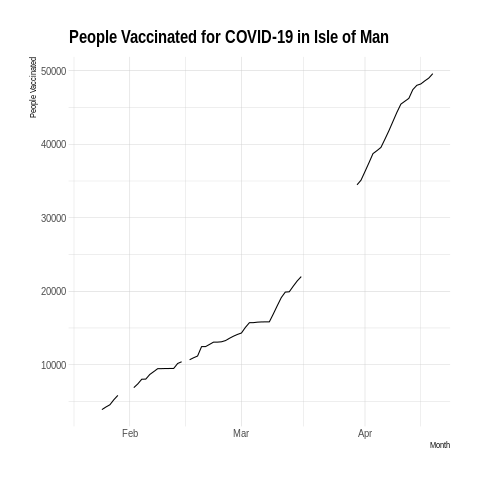 People Vaccinated for COVID-19 in Isle of Man
People Vaccinated
50000
40000
30000
20000
10000
Feb Mar Apr
Month